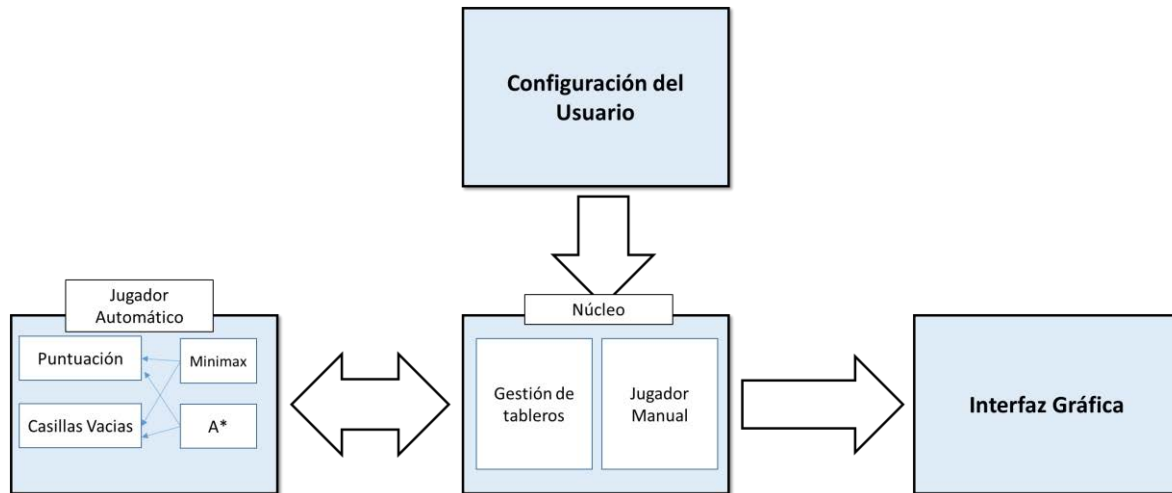 Configuración del
Usuario
Jugador
Automático
Puntuación
Minimax
Casillas Vacias
A*
Núcleo
Gestión de
tableros
Jugador
Manual
Interfaz Gráfica